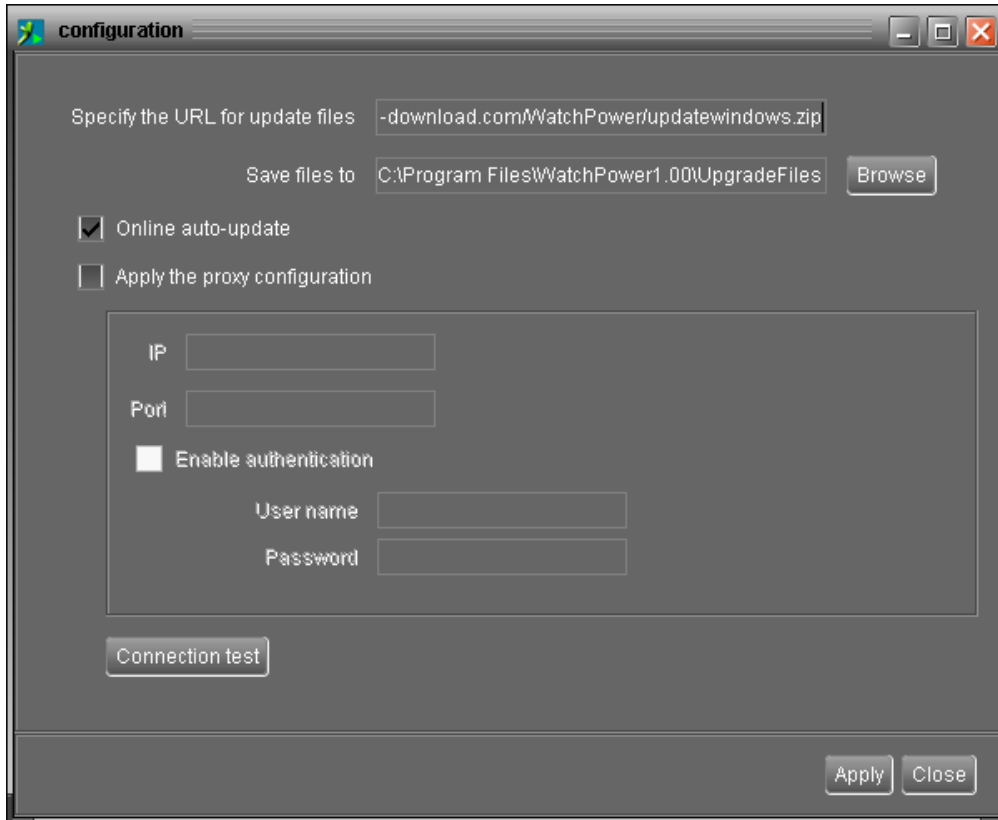 configuration
Specify the URL for update files -download.com/WatchPower/updatewindows.zip
Save files to C:\Program Files\WatchPower1.00\UpgradeFiles Browse
Online auto-update
Apply the proxy configuration
IP
Port
Enable authentication
User name
Password
Connection test
Apply Close